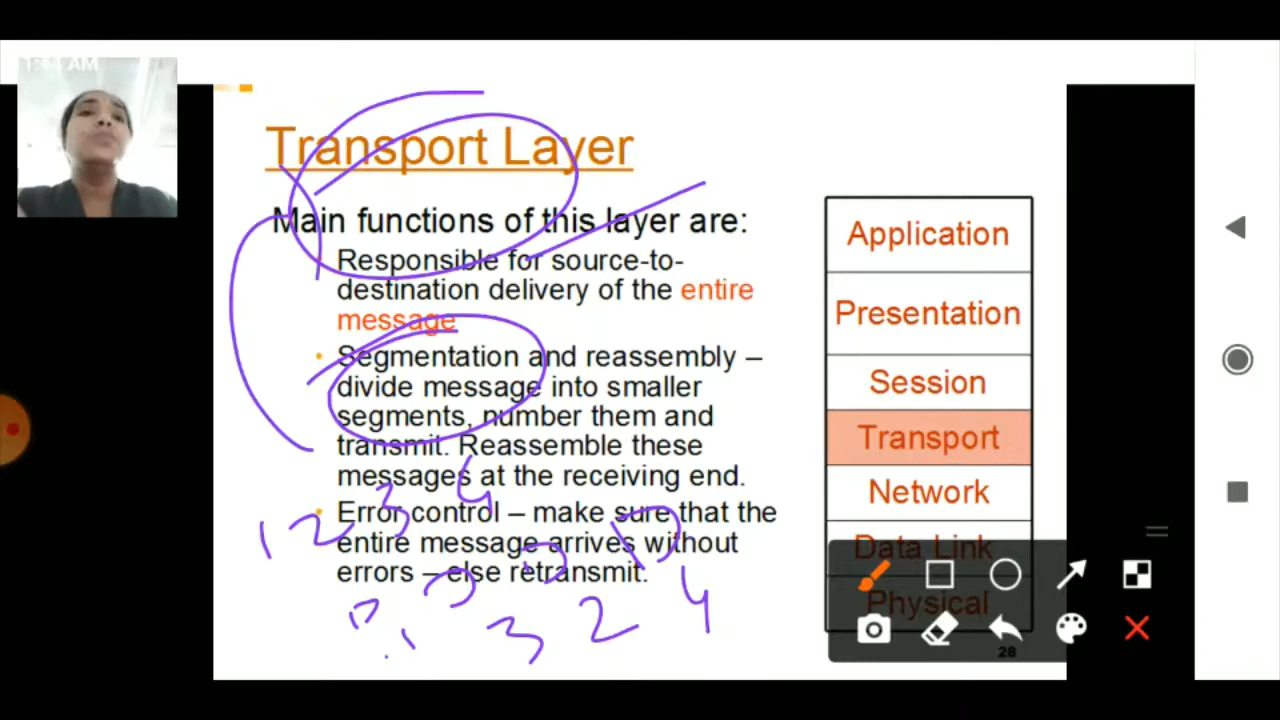 Transport Layer
Main functions of this layer are:
Responsible for source-to-
destination delivery of the entire
message
• Segmentation and reassembly –
divide message into smaller
segments, number them and
transmit. Reassemble these
messages at the receiving end.
• Error control – make sure that the
entire message arrives without
errors – else retransmit.
1 2 3 4
1 3 2 4
Application
Presentation
Session
Transport
Network
Data Link
Physical
28